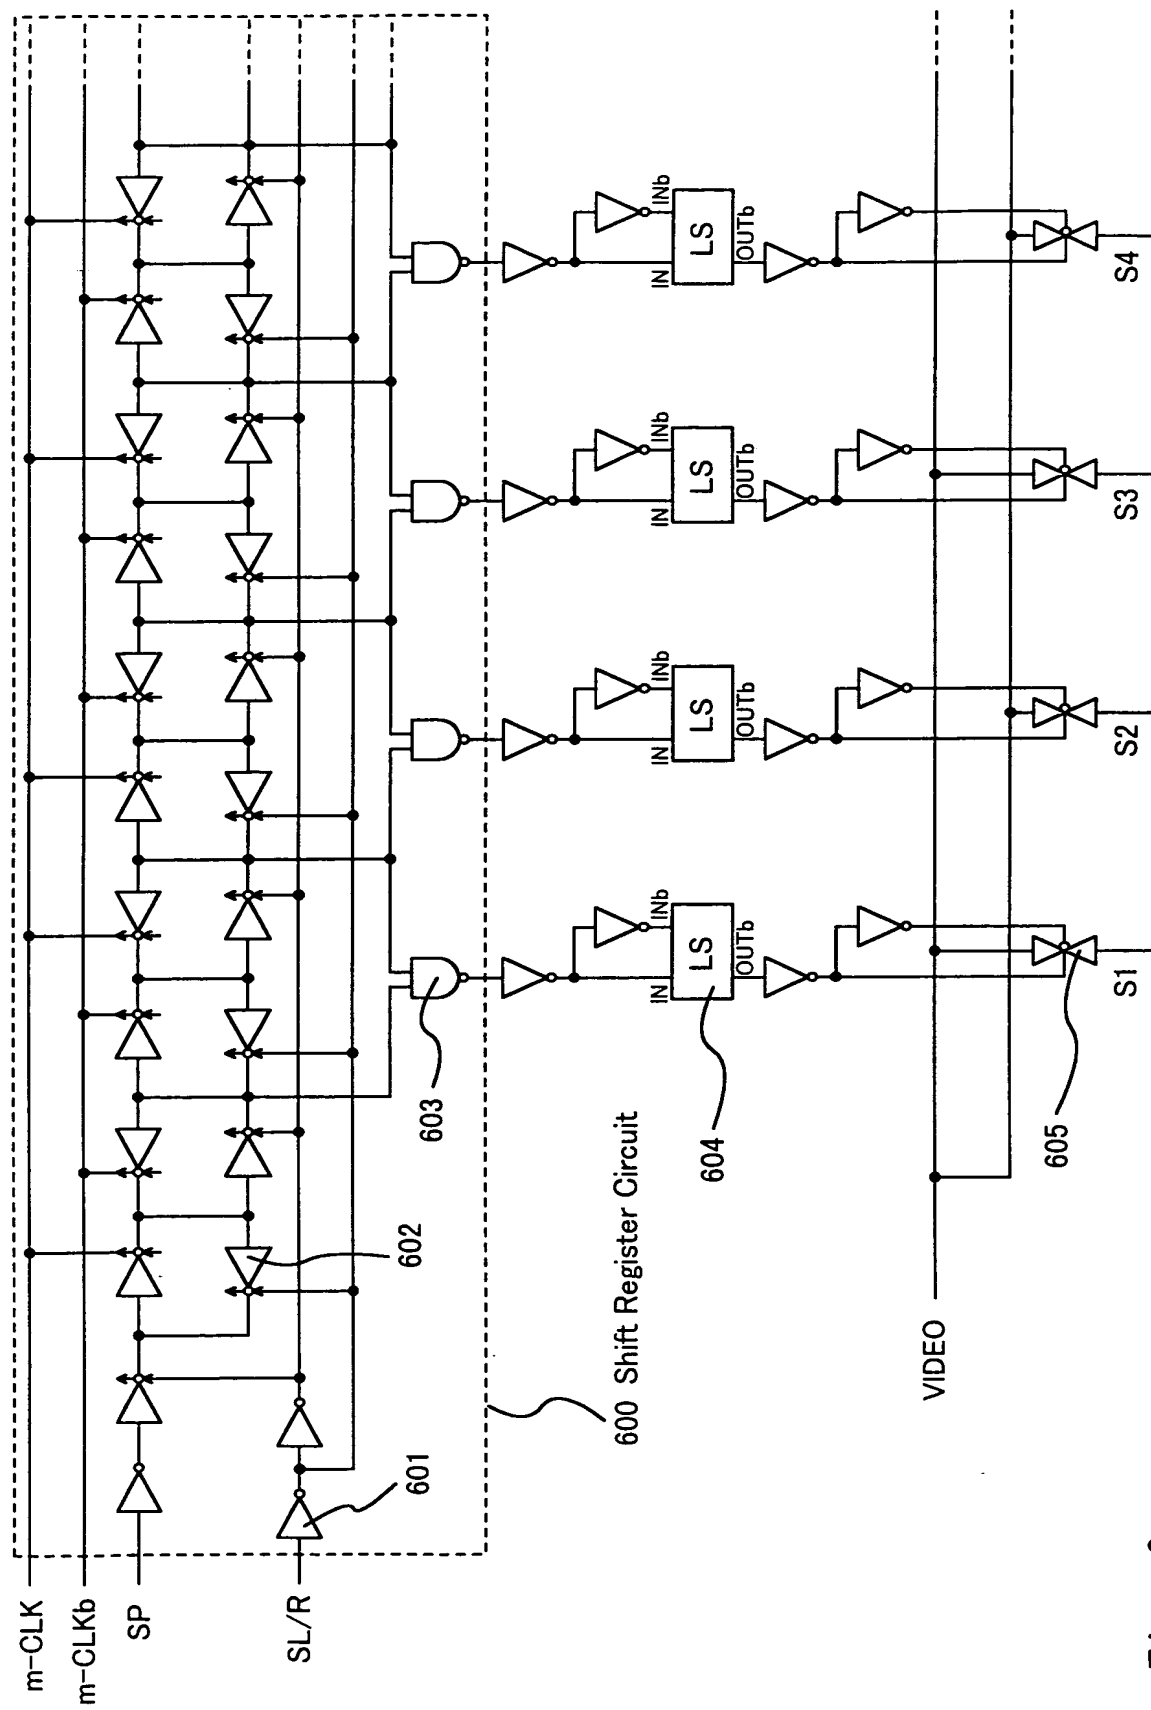 m-CLK
m-CLKb
SP
SL/R
601
602
600 Shift Register Circuit
603
604
605
VIDEO
IN
INb
LS
OUTb
S1
IN
INb
LS
OUTb
S2
IN
INb
LS
OUTb
S3
IN
INb
LS
OUTb
S4